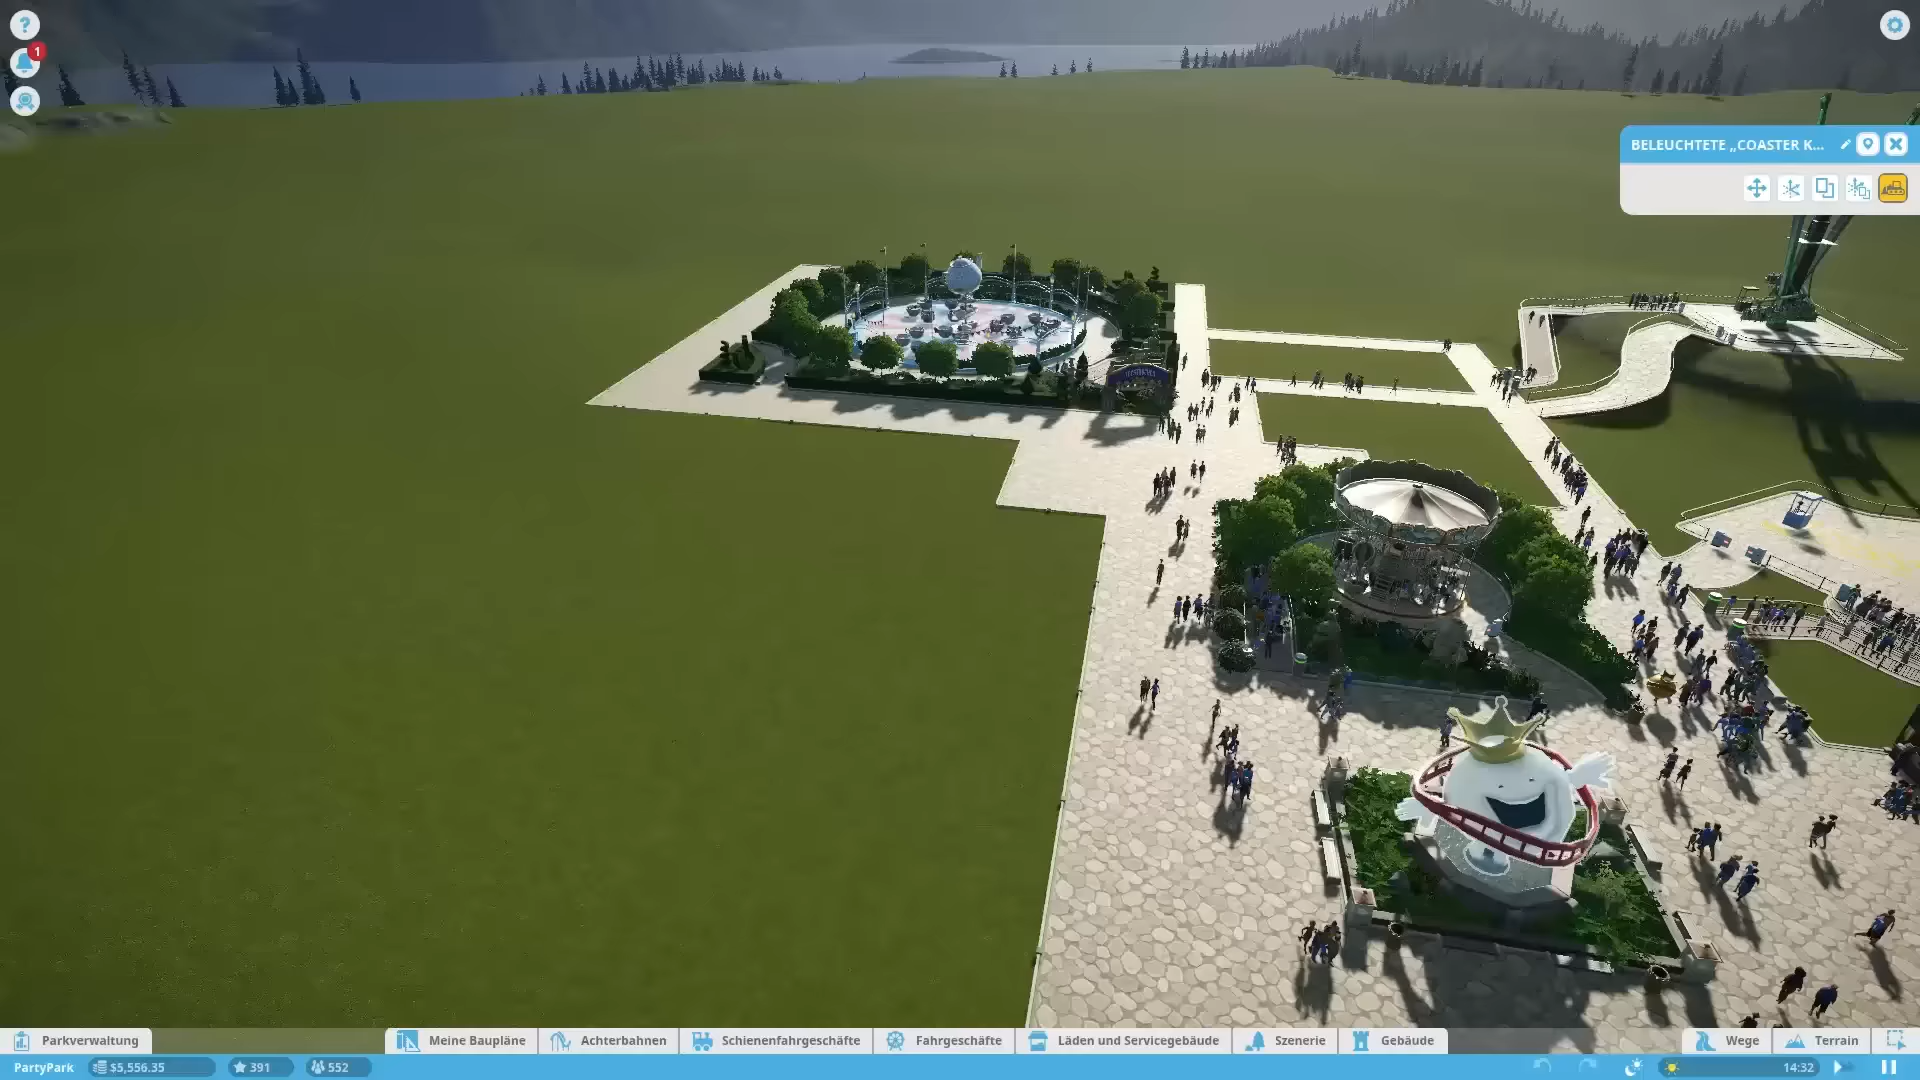 ?
1
BELEUCHTETE „COASTER K...
Parkverwaltung
Meine Baupläne
Achterbahnen
Schienenfahrgeschäfte
Fahrgeschäfte
Läden und Servicegebäude
Szenerie
Gebäude
Wege
Terrain
PartyPark
$5,556.35
391
552
14:32